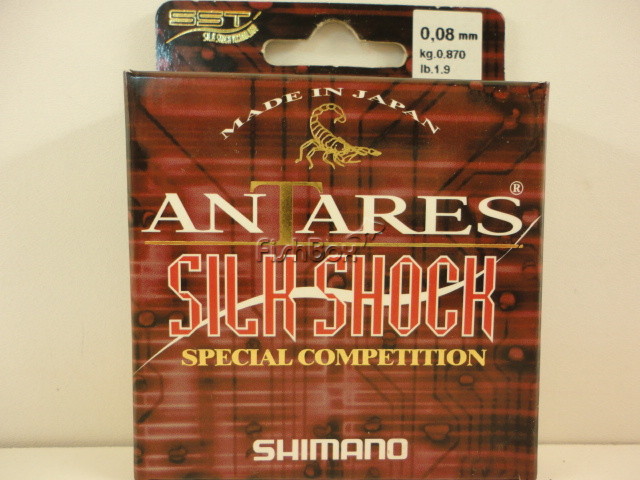 SST
0,08 mm
kg.0.870
lb.1.9
MADE IN JAPAN
ANTARES®
FishBox
SILK SHOCK
SPECIAL COMPETITION
SHIMANO